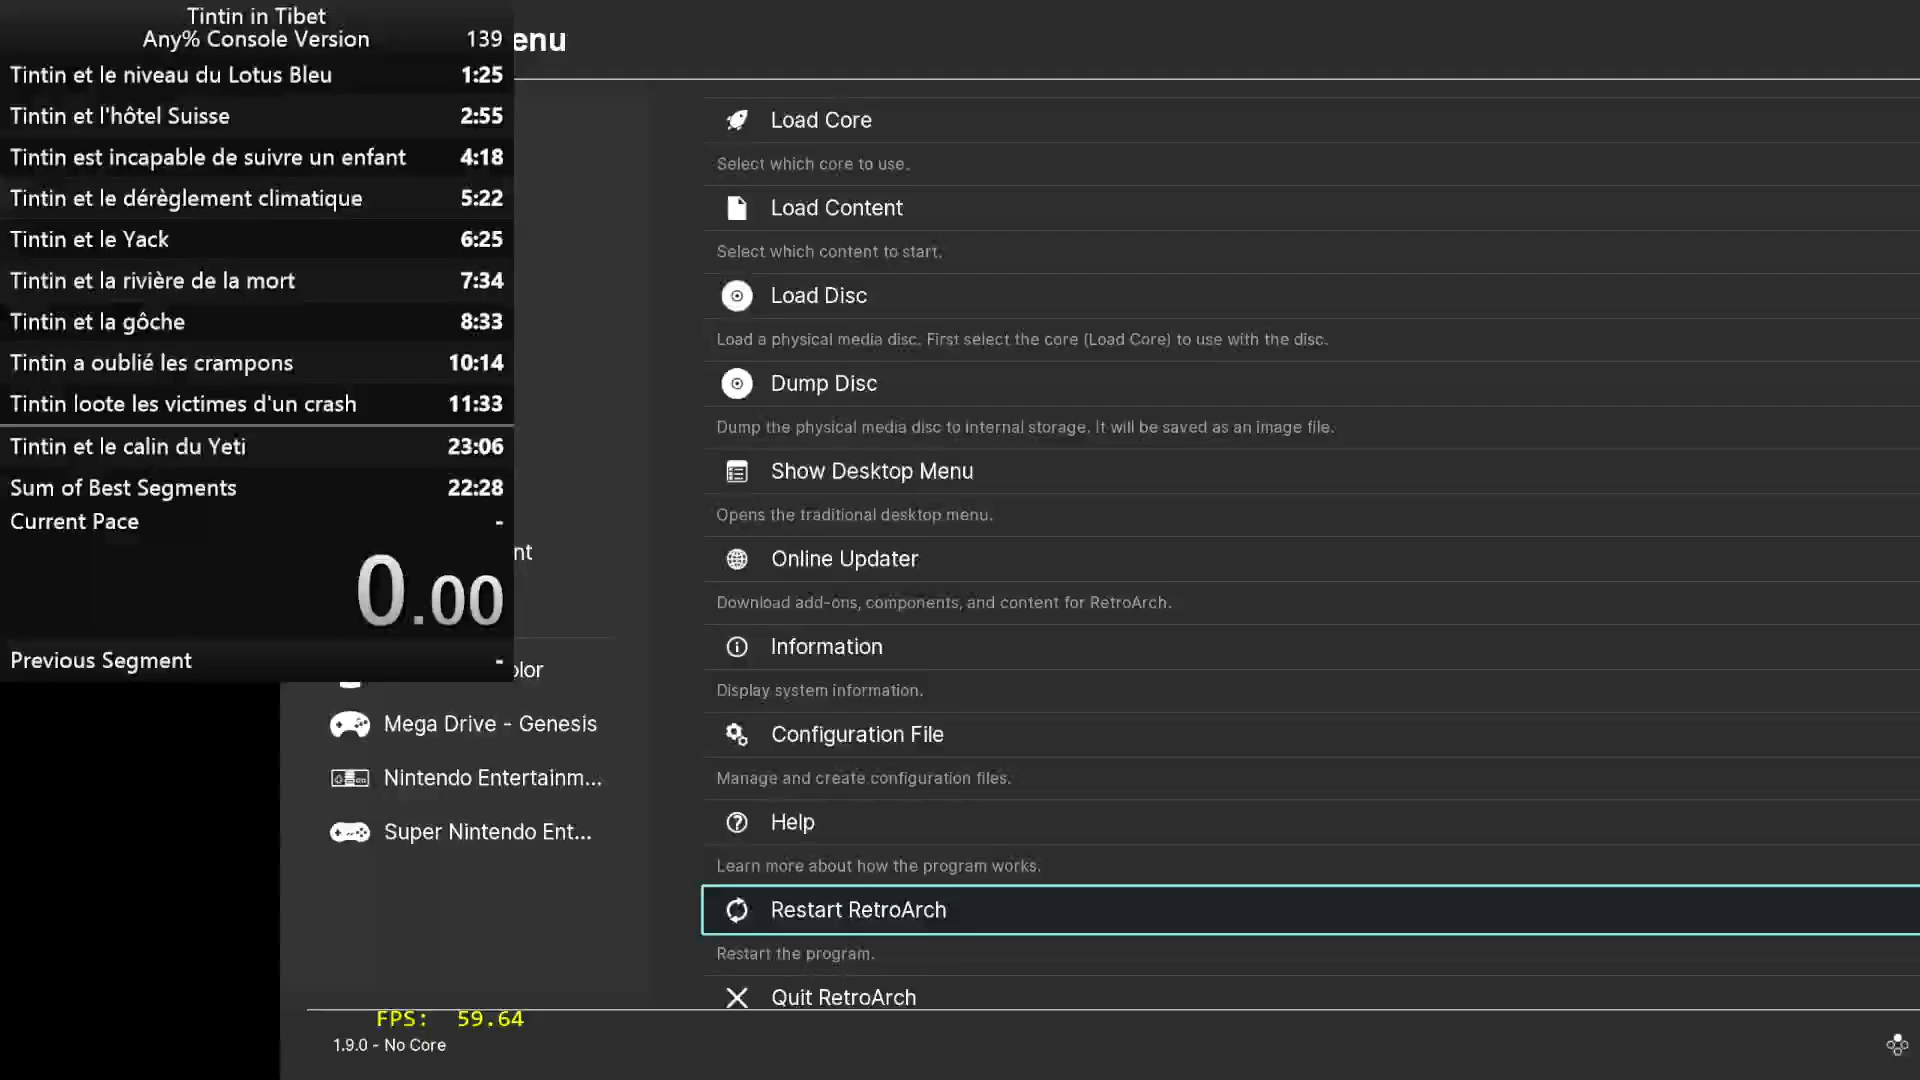 Tintin in Tibet
Any% Console Version 139
Tintin et le niveau du Lotus Bleu 1:25
Tintin et l'hôtel Suisse 2:55
Tintin est incapable de suivre un enfant 4:18
Tintin et le dérèglement climatique 5:22
Tintin et le Yack 6:25
Tintin et la rivière de la mort 7:34
Tintin et la gôche 8:33
Tintin a oublié les crampons 10:14
Tintin loote les victimes d'un crash 11:33
Tintin et le calin du Yeti 23:06
Sum of Best Segments 22:28
Current Pace -
0.00
Previous Segment -
enu
nt
olor
Mega Drive - Genesis
Nintendo Entertainm...
Super Nintendo Ent...
Load Core
Select which core to use.
Load Content
Select which content to start.
Load Disc
Load a physical media disc. First select the core (Load Core) to use with the disc.
Dump Disc
Dump the physical media disc to internal storage. It will be saved as an image file.
Show Desktop Menu
Opens the traditional desktop menu.
Online Updater
Download add-ons, components, and content for RetroArch.
Information
Display system information.
Configuration File
Manage and create configuration files.
Help
Learn more about how the program works.
Restart RetroArch
Restart the program.
Quit RetroArch
FPS: 59.64
1.9.0 - No Core